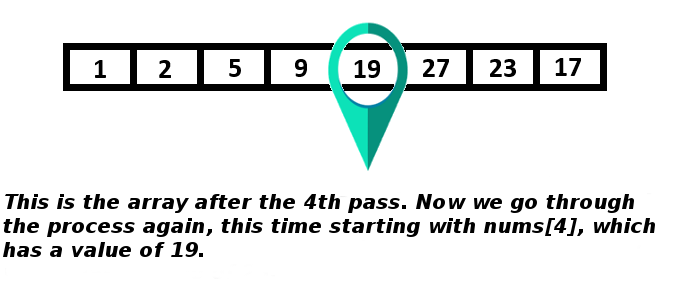 1 2 5 9 19 27 23 17
This is the array after the 4th pass. Now we go through
the process again, this time starting with nums[4], which
has a value of 19.